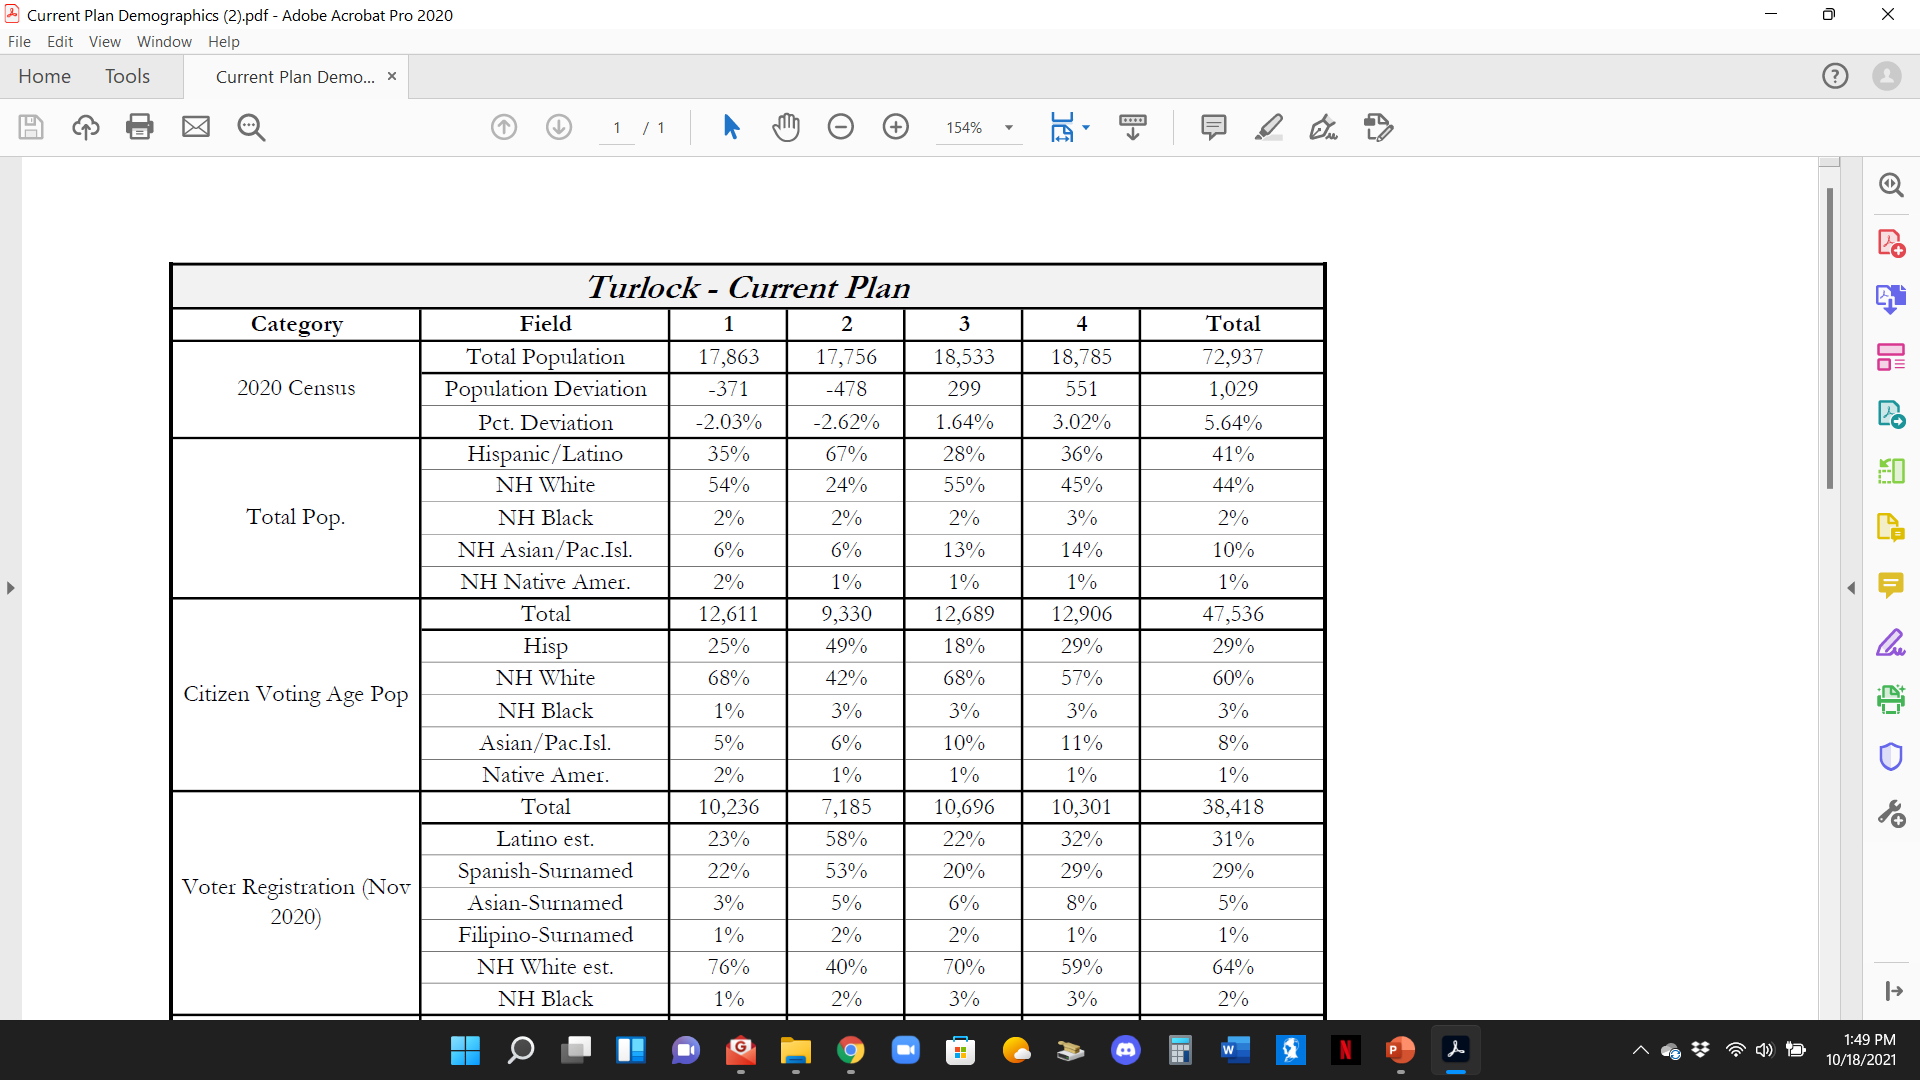 Current Plan Demographics (2).pdf - Adobe Acrobat Pro 2020
File Edit View Window Help
Home Tools Current Plan Demo... ×
1 / 1 154%
Turlock - Current Plan
Category Field 1 2 3 4 Total
2020 Census
Total Population 17,863 17,756 18,533 18,785 72,937
Population Deviation -371 -478 299 551 1,029
Pct. Deviation -2.03% -2.62% 1.64% 3.02% 5.64%
Total Pop.
Hispanic/Latino 35% 67% 28% 36% 41%
NH White 54% 24% 55% 45% 44%
NH Black 2% 2% 2% 3% 2%
NH Asian/Pac.Isl. 6% 6% 13% 14% 10%
NH Native Amer. 2% 1% 1% 1% 1%
Citizen Voting Age Pop
Total 12,611 9,330 12,689 12,906 47,536
Hisp 25% 49% 18% 29% 29%
NH White 68% 42% 68% 57% 60%
NH Black 1% 3% 3% 3% 3%
Asian/Pac.Isl. 5% 6% 10% 11% 8%
Native Amer. 2% 1% 1% 1% 1%
Voter Registration (Nov
2020)
Total 10,236 7,185 10,696 10,301 38,418
Latino est. 23% 58% 22% 32% 31%
Spanish-Surnamed 22% 53% 20% 29% 29%
Asian-Surnamed 3% 5% 6% 8% 5%
Filipino-Surnamed 1% 2% 2% 1% 1%
NH White est. 76% 40% 70% 59% 64%
NH Black 1% 2% 3% 3% 2%
1:49 PM
10/18/2021